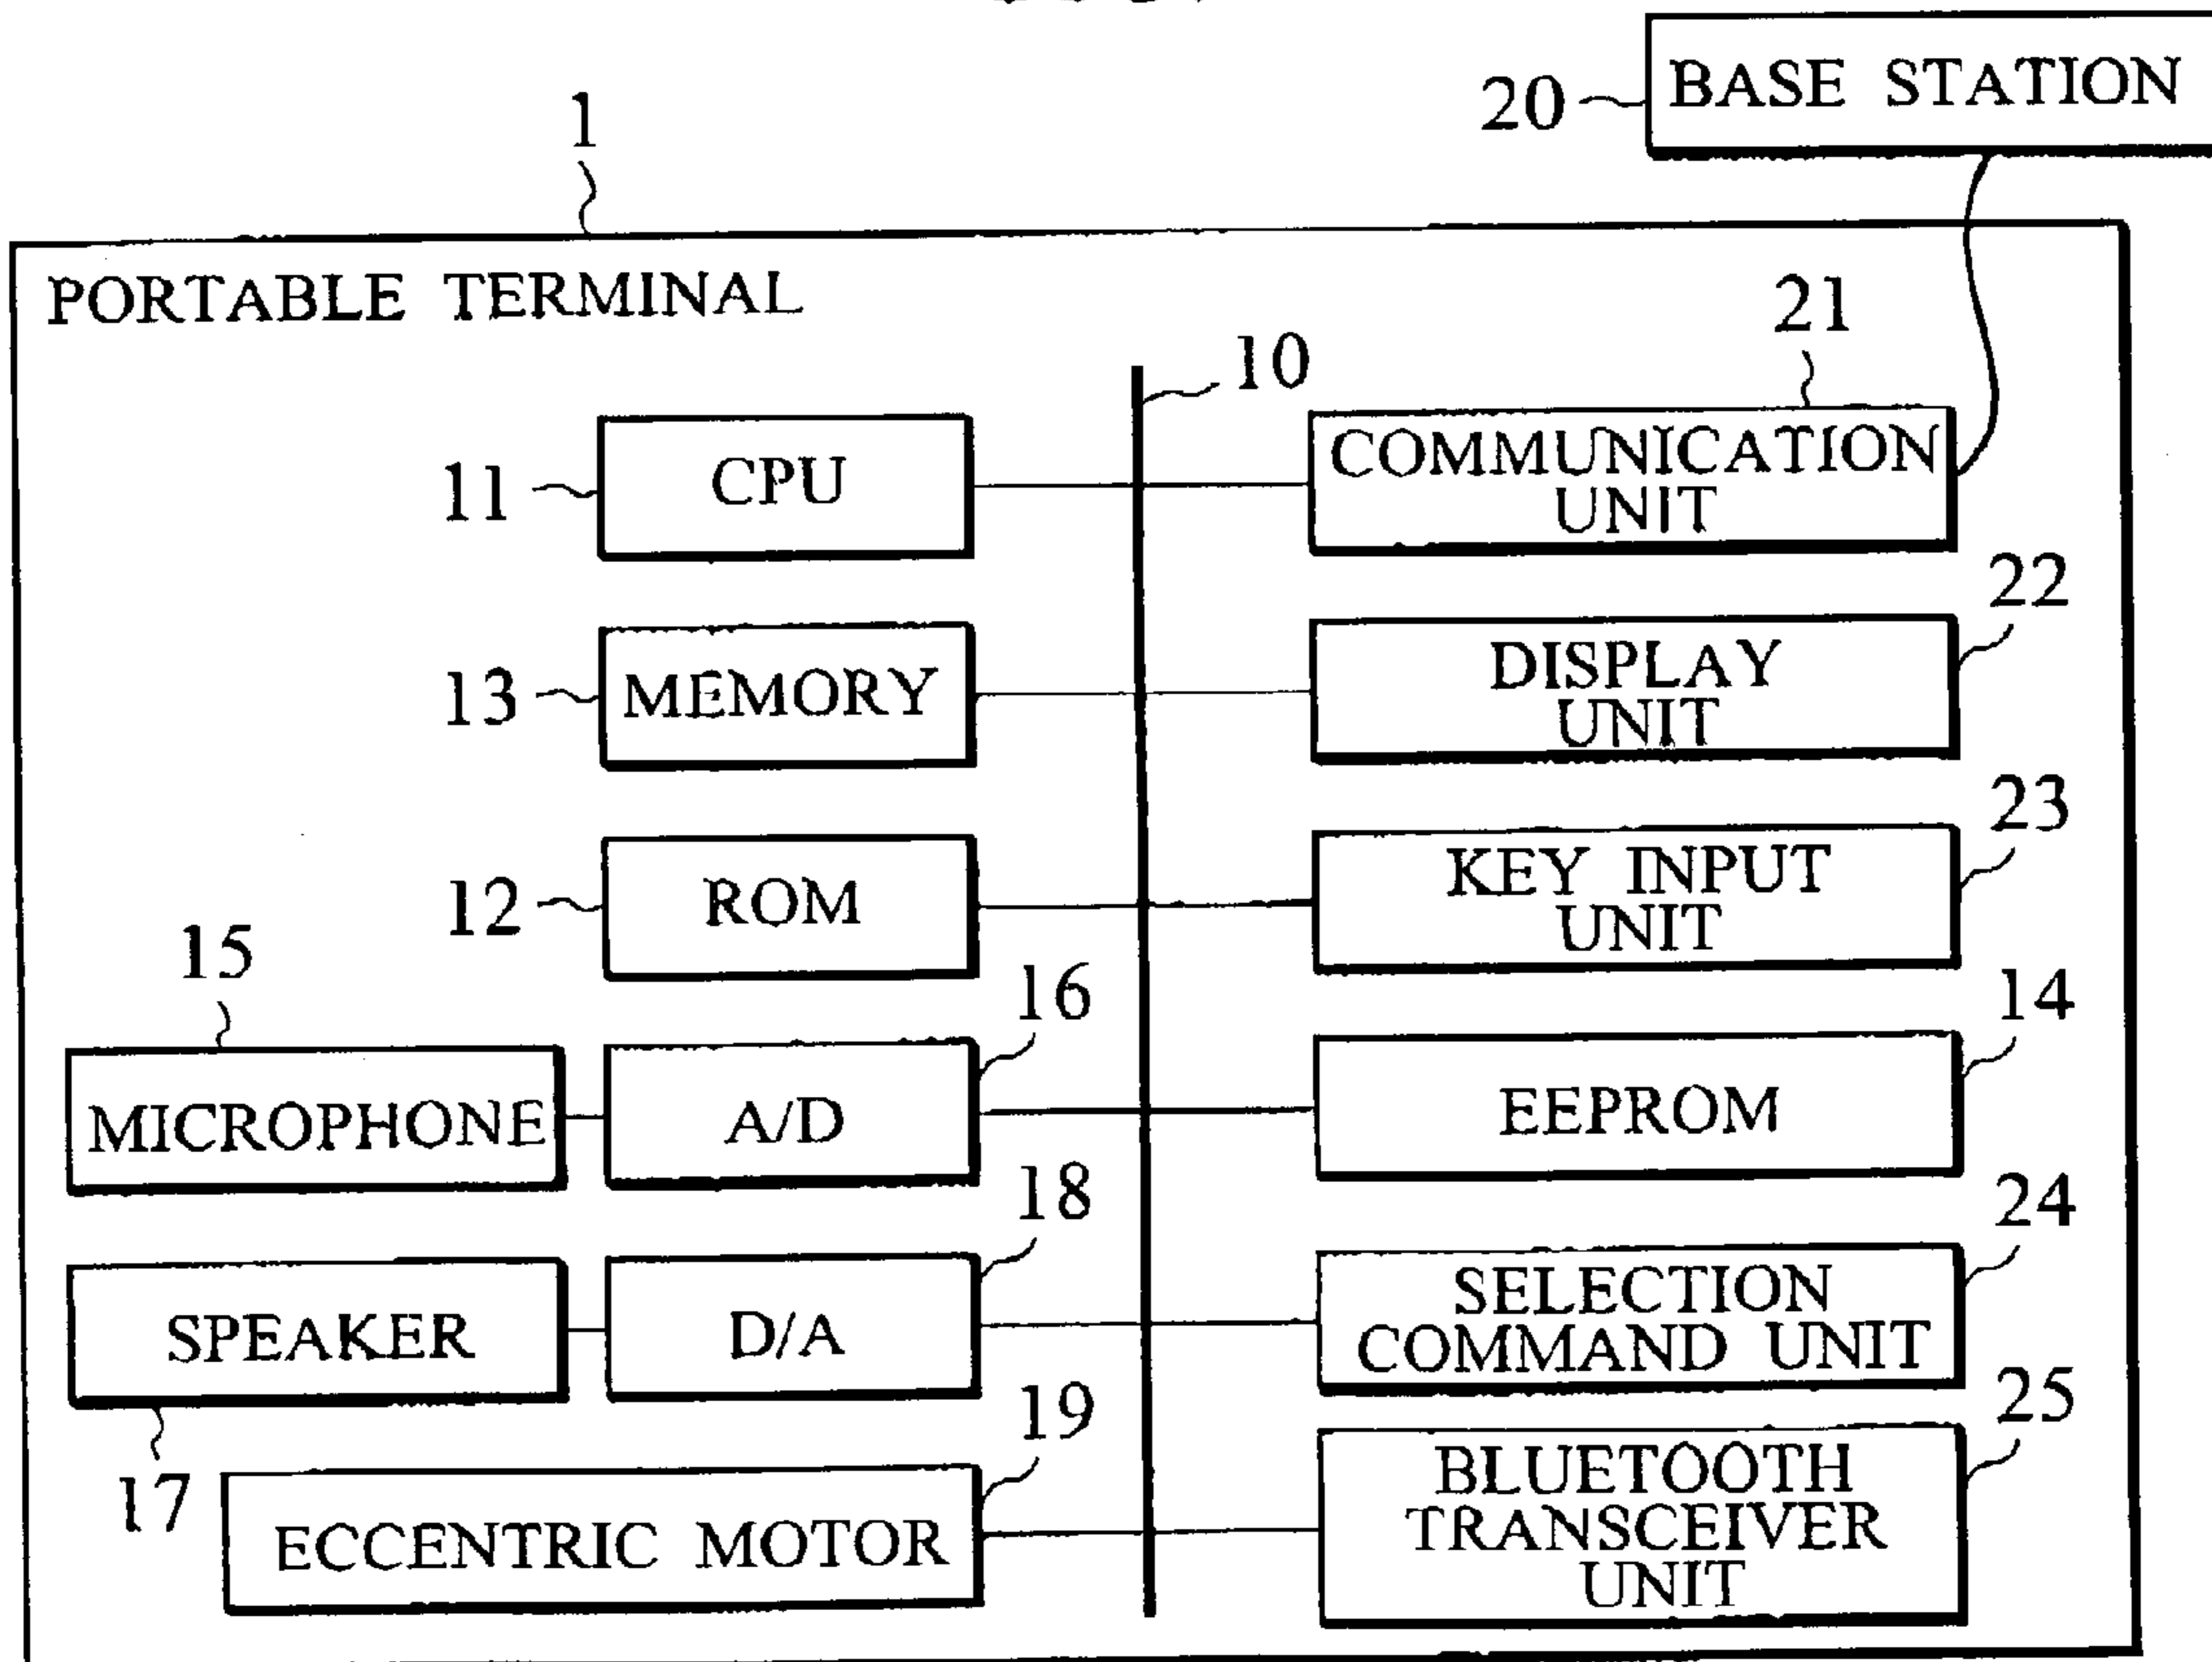 20
BASE STATION
1
PORTABLE TERMINAL
10
21
11
CPU
COMMUNICATION
UNIT
22
13
MEMORY
DISPLAY
UNIT
23
12
ROM
KEY INPUT
UNIT
15
16
14
MICROPHONE
A/D
EEPROM
18
24
SPEAKER
D/A
SELECTION
COMMAND UNIT
17
19
25
ECCENTRIC MOTOR
BLUETOOTH
TRANSCEIVER
UNIT